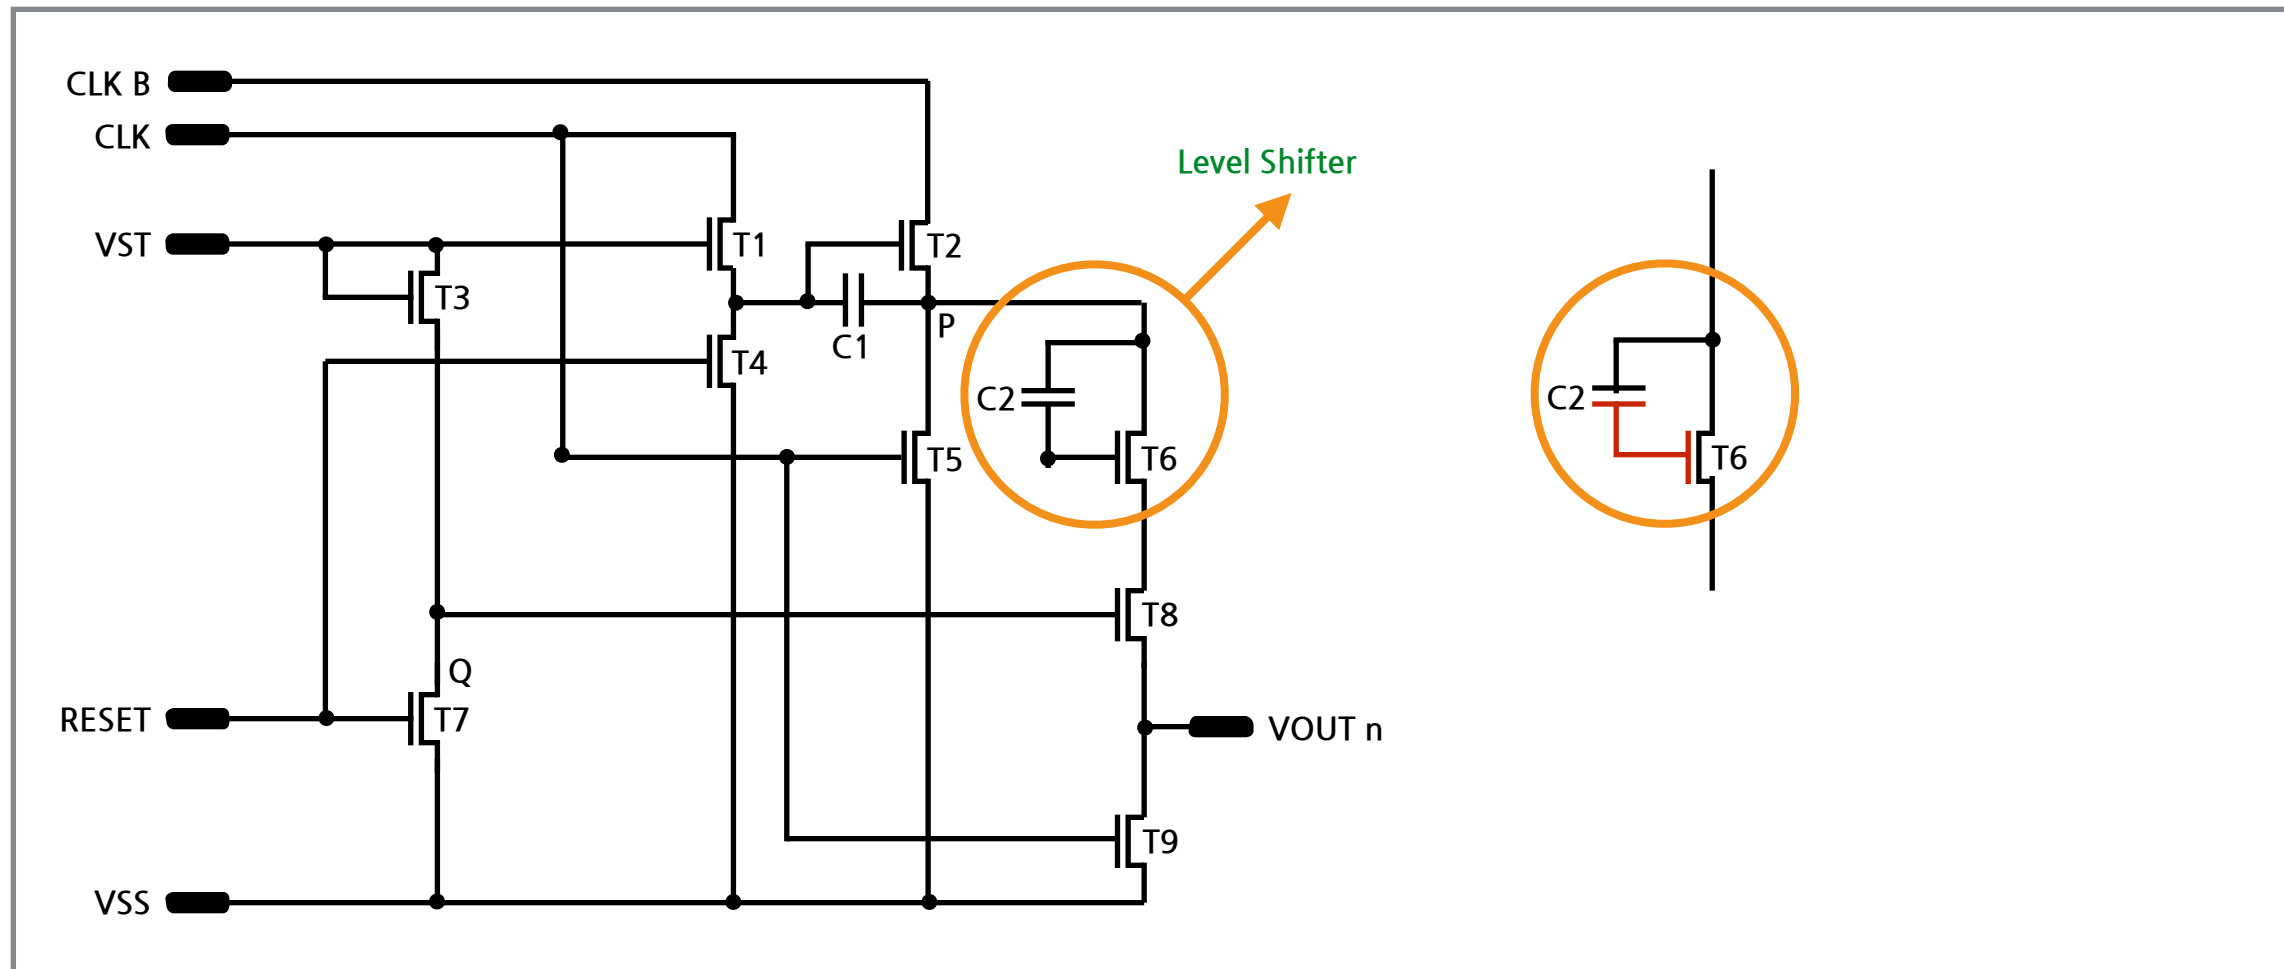 CLK B
CLK
Level Shifter
VST
T1
T2
T3
P
C1
T4
C2
C2
T5
T6
T6
T8
Q
RESET
T7
VOUT n
T9
VSS